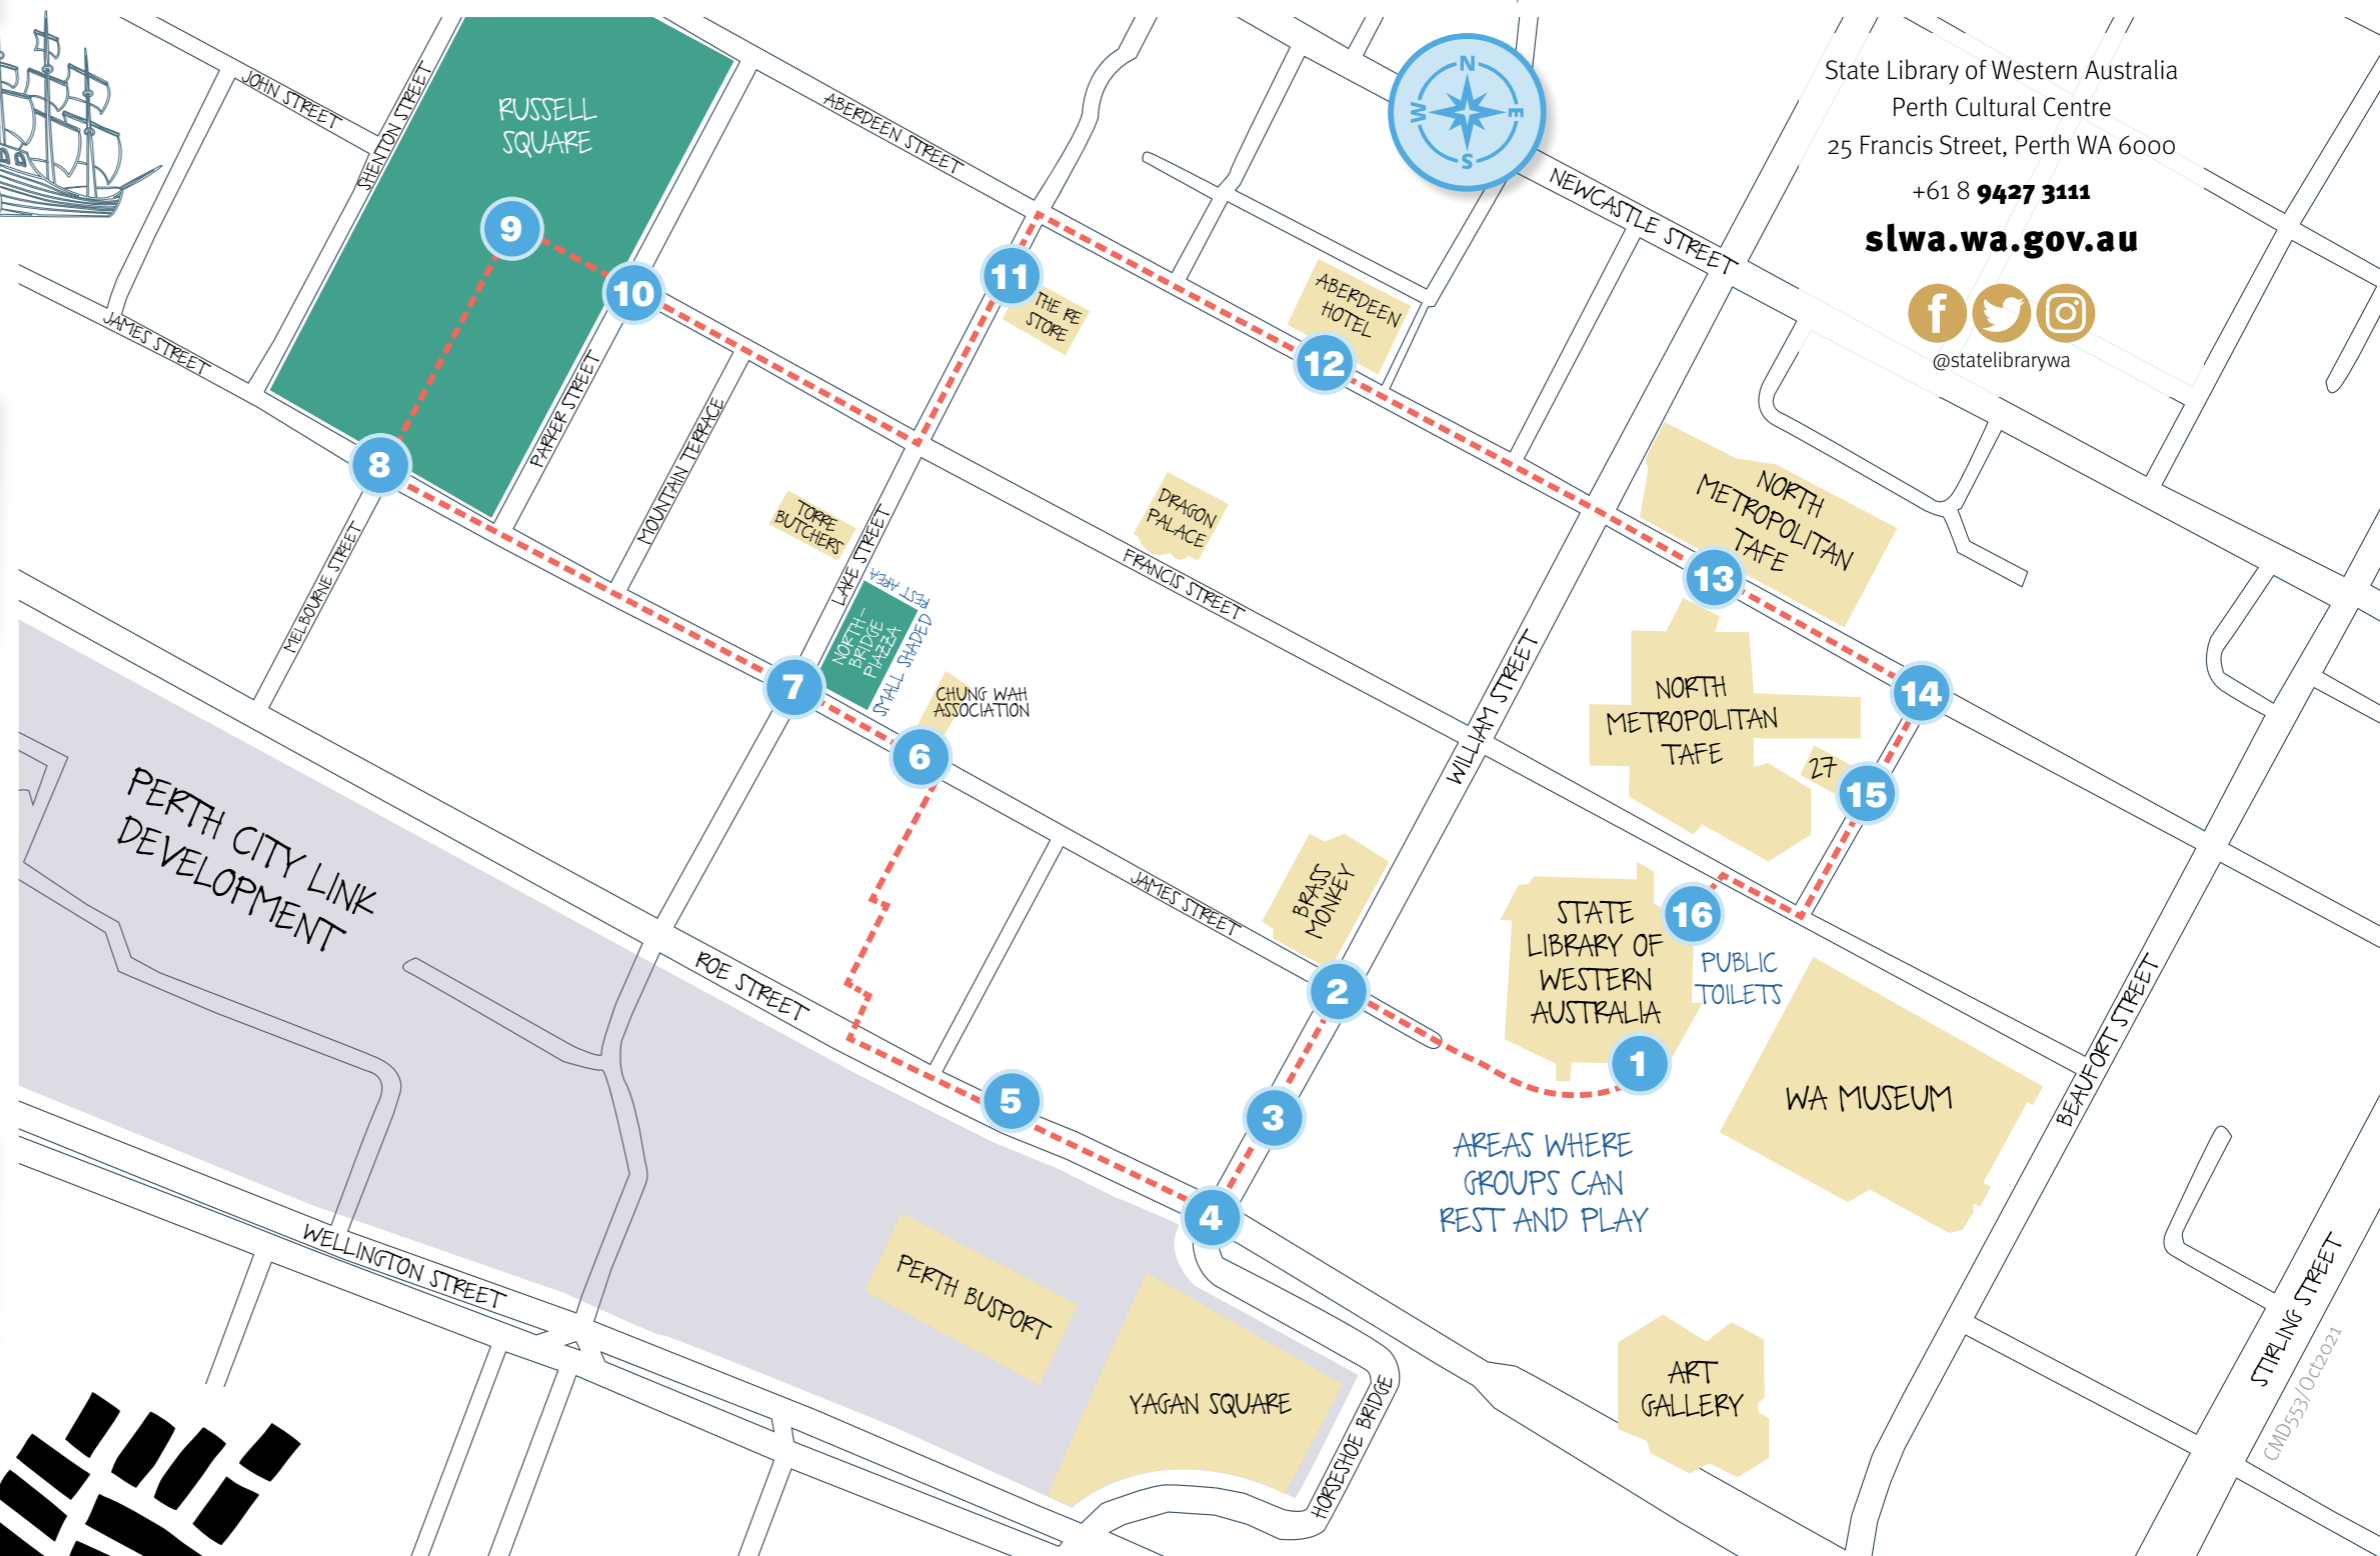 State Library of Western Australia
Perth Cultural Centre
25 Francis Street, Perth WA 6000
+61 8 9427 3111
slwa.wa.gov.au
f
@statelibrarywa
N
E
S
W
JOHN STREET
SHENTON STREET
RUSSELL
SQUARE
ABERDEEN STREET
NEWCASTLE STREET
9
10
11
THE RE
STORE
ABERDEEN
HOTEL
12
JAMES STREET
PARKER STREET
MOUNTAIN TERRACE
8
MELBOURNE STREET
TORRE
BUTCHERS
LAKE STREET
DRAGON
PALACE
FRANCIS STREET
NORTH
METROPOLITAN
TAFE
13
NORTH-
BRIDGE
PIAZZA
SMALL SHADED
REST AREA
7
CHUNG WAH
ASSOCIATION
6
WILLIAM STREET
NORTH
METROPOLITAN
TAFE
14
27
15
PERTH CITY LINK
DEVELOPMENT
BRASS
MONKEY
JAMES STREET
STATE
LIBRARY OF
WESTERN
AUSTRALIA
16
PUBLIC
TOILETS
ROE STREET
2
1
3
5
4
WA MUSEUM
BEAUFORT STREET
AREAS WHERE
GROUPS CAN
REST AND PLAY
WELLINGTON STREET
PERTH BUSPORT
YAGAN SQUARE
HORSESHOE BRIDGE
ART
GALLERY
STIRLING STREET
CMD553/Oct2021